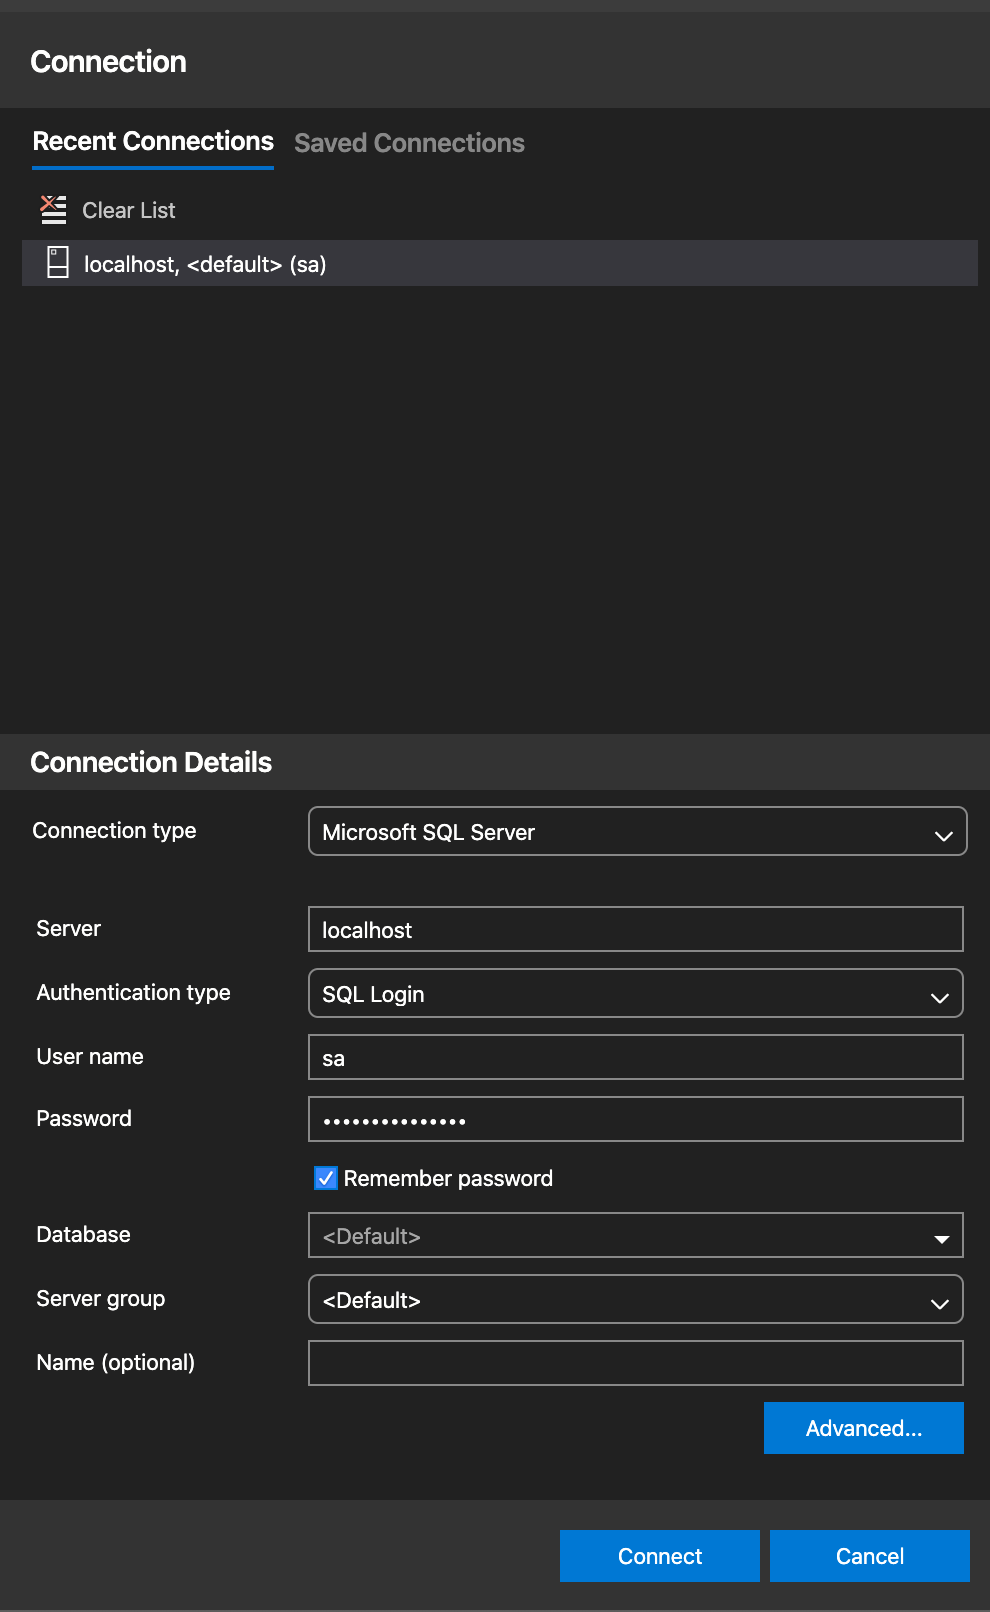 Connection
Recent Connections Saved Connections
Clear List
localhost, <default> (sa)
Connection Details
Connection type Microsoft SQL Server
Server localhost
Authentication type SQL Login
User name sa
Password •••••••••••••••
Remember password
Database <Default>
Server group <Default>
Name (optional)
Advanced...
Connect Cancel